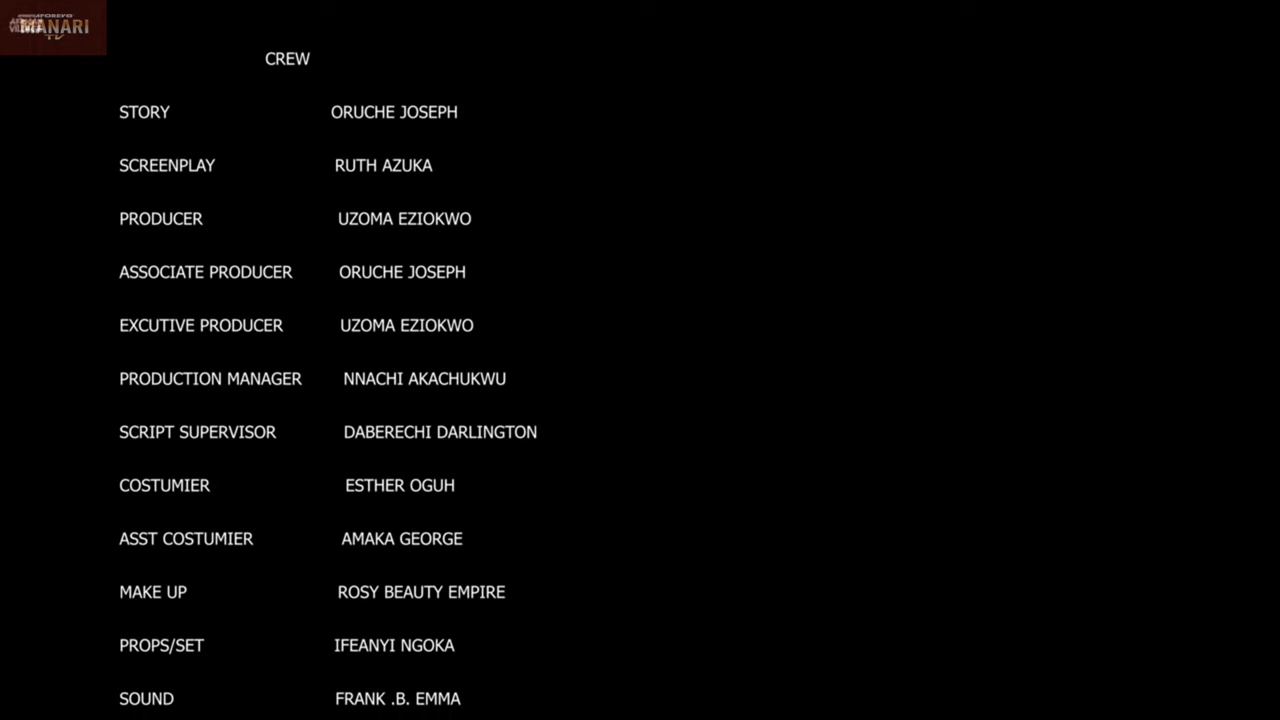 ANARI
TV
CREW
STORY ORUCHE JOSEPH
SCREENPLAY RUTH AZUKA
PRODUCER UZOMA EZIOKWO
ASSOCIATE PRODUCER ORUCHE JOSEPH
EXCUTIVE PRODUCER UZOMA EZIOKWO
PRODUCTION MANAGER NNACHI AKACHUKWU
SCRIPT SUPERVISOR DABERECHI DARLINGTON
COSTUMIER ESTHER OGUH
ASST COSTUMIER AMAKA GEORGE
MAKE UP ROSY BEAUTY EMPIRE
PROPS/SET IFEANYI NGOKA
SOUND FRANK .B. EMMA